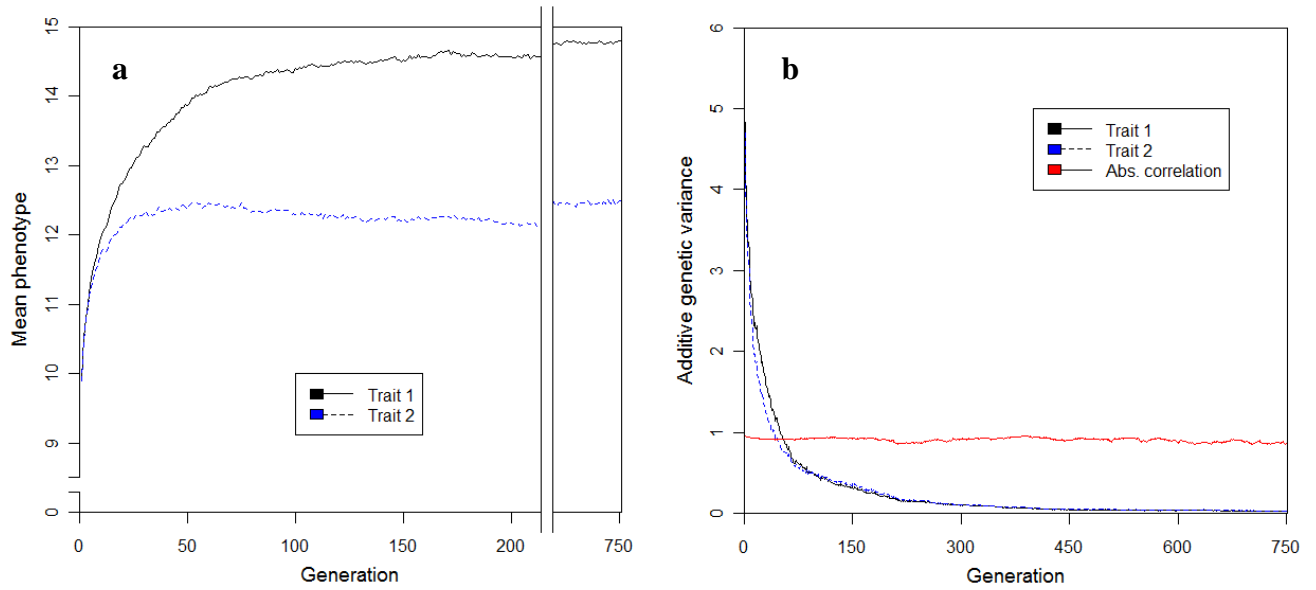 a
Mean phenotype
15
14
13
12
11
10
9
0
Trait 1
Trait 2
0 50 100 150 200 750
Generation
b
Additive genetic variance
6
5
4
3
2
1
0
Trait 1
Trait 2
Abs. correlation
0 150 300 450 600 750
Generation